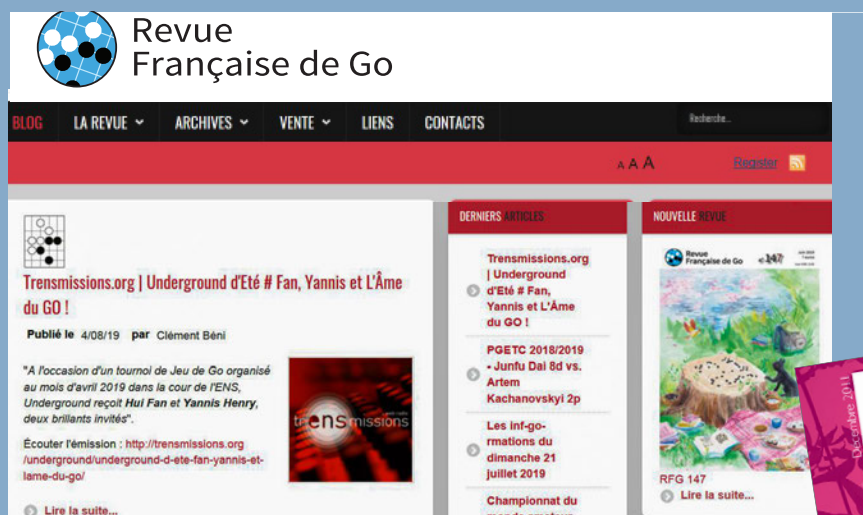 Revue
Française de Go
BLOG LA REVUE ARCHIVES VENTE LIENS CONTACTS
Recherche...
A A A Register
Trensmissions.org | Underground d'Eté # Fan, Yannis et L'Âme
du GO !
Publié le 4/08/19 par Clément Béni
"A l'occasion d'un tournoi de Jeu de Go organisé
au mois d'avril 2019 dans la cour de l'ENS,
Underground reçoit Hui Fan et Yannis Henry,
deux brillants invités".
Écouter l'émission : http://trensmissions.org
/underground/underground-d-ete-fan-yannis-et-
lame-du-go/
Lire la suite...
trensmissions
DERNIERS ARTICLES
Trensmissions.org
| Underground
d'Eté # Fan,
Yannis et L'Âme
du GO !
PGETC 2018/2019
- Junfu Dai 8d vs.
Artem
Kachanovskyi 2p
Les inf-go-
rmations du
dimanche 21
juillet 2019
Championnat du
NOUVELLE REVUE
Revue
Française de Go
147
RFG 147
Lire la suite...
Décembre 2011